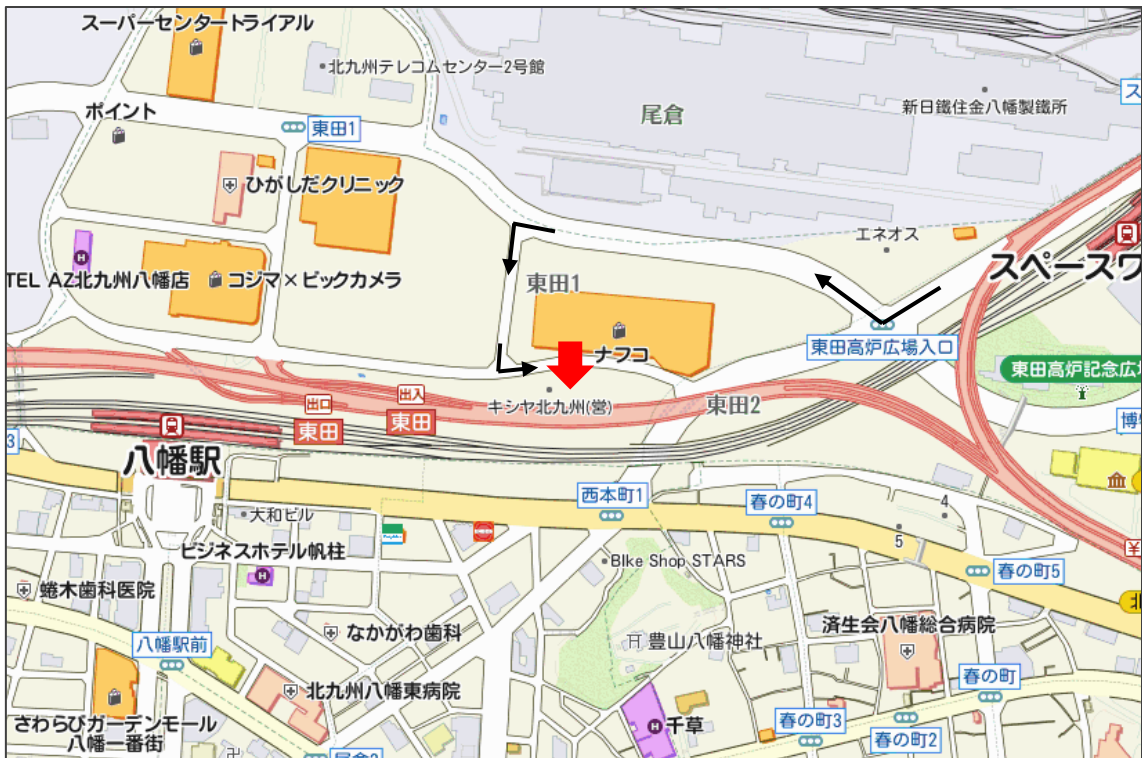 スーパーセンタートライアル
北九州テレコムセンター2号館
ポイント
東田1
尾倉
新日鐵住金八幡製鐵所
ス
ひがしだクリニック
エネオス
スペースワ
TEL AZ北九州八幡店
コジマ×ビックカメラ
東田1
東田高炉広場入口
ナフコ
東田高炉記念広場
キシヤ北九州(営)
東田2
出口
出入
東田
東田
博
3
八幡駅
西本町1
春の町4
4
大和ビル
5
ビジネスホテル帆柱
BIke Shop STARS
春の町5
¥
蜷木歯科医院
北
なかがわ歯科
済生会八幡総合病院
八幡駅前
豊山八幡神社
北九州八幡東病院
春の町
さわらびガーデンモール
八幡一番街
千草
春の町3
春の町2
尾倉2